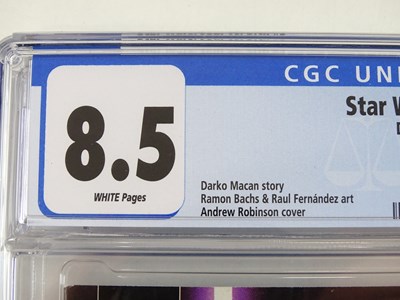 CGC UNI
Star W
8.5
WHITE Pages
Darko Macan story
Ramon Bachs & Raul Fernández art
Andrew Robinson cover